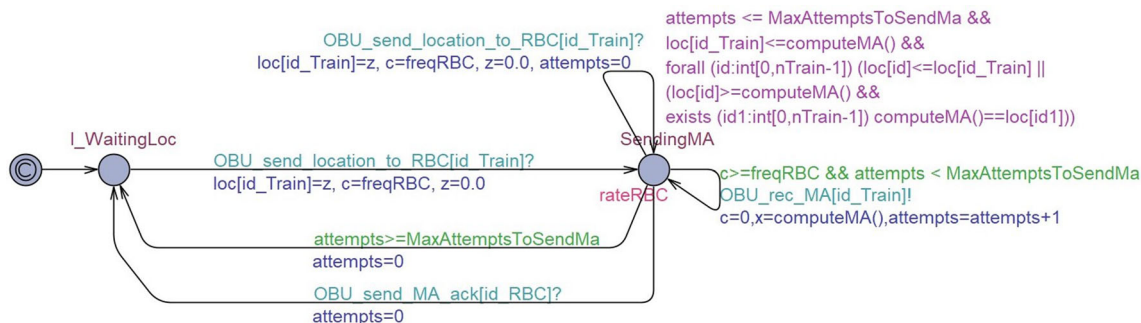 OBU_send_location_to_RBC[id_Train]?
loc[id_Train]=z, c=freqRBC, z=0.0, attempts=0
attempts <= MaxAttemptsToSendMa &&
loc[id_Train]<=computeMA() &&
forall (id:int[0,nTrain-1]) (loc[id]<=loc[id_Train] ||
(loc[id]>=computeMA() &&
exists (id1:int[0,nTrain-1]) computeMA()==loc[id1]))
I_WaitingLoc
SendingMA
C
OBU_send_location_to_RBC[id_Train]?
loc[id_Train]=z, c=freqRBC, z=0.0
rateRBC
c>=freqRBC && attempts < MaxAttemptsToSendMa
OBU_rec_MA[id_Train]!
c=0,x=computeMA(),attempts=attempts+1
attempts>=MaxAttemptsToSendMa
attempts=0
OBU_send_MA_ack[id_RBC]?
attempts=0